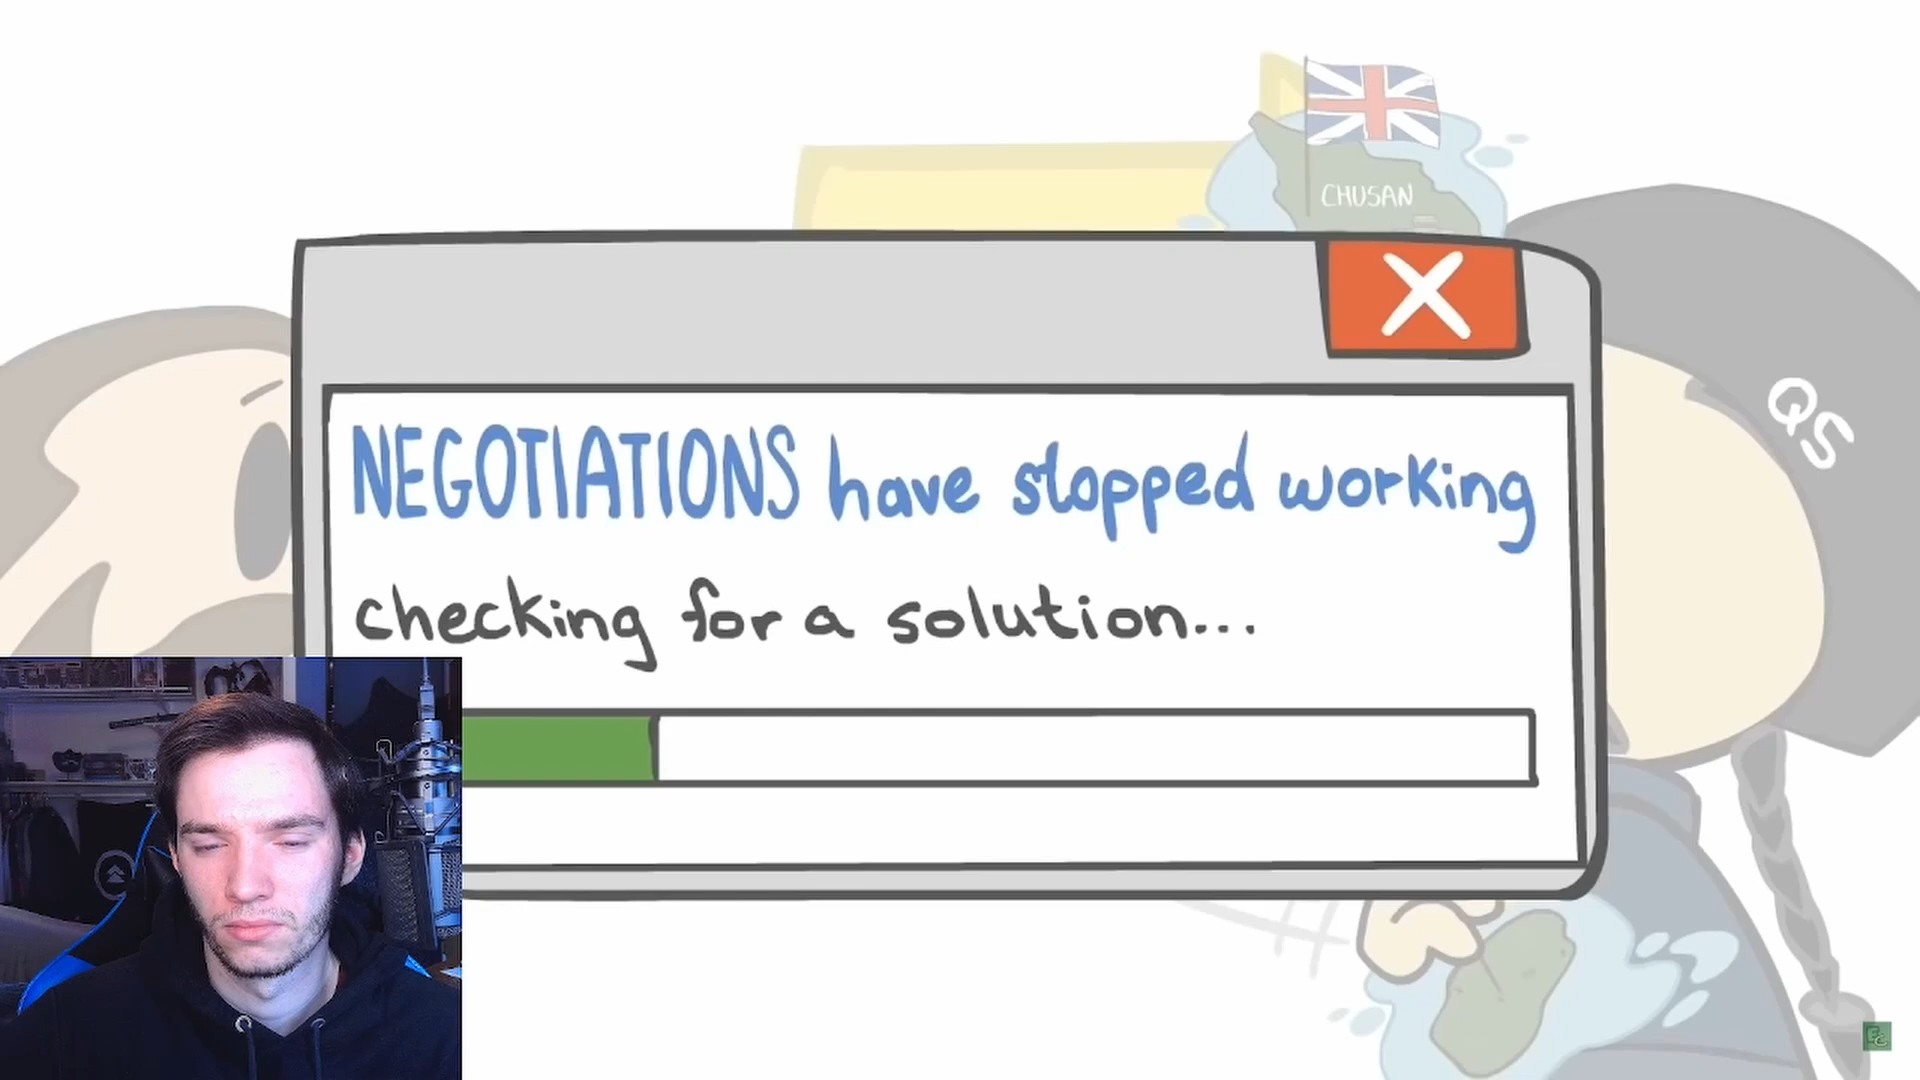 CHUSAN
QS
NEGOTIATIONS have stopped working
checking for a solution...